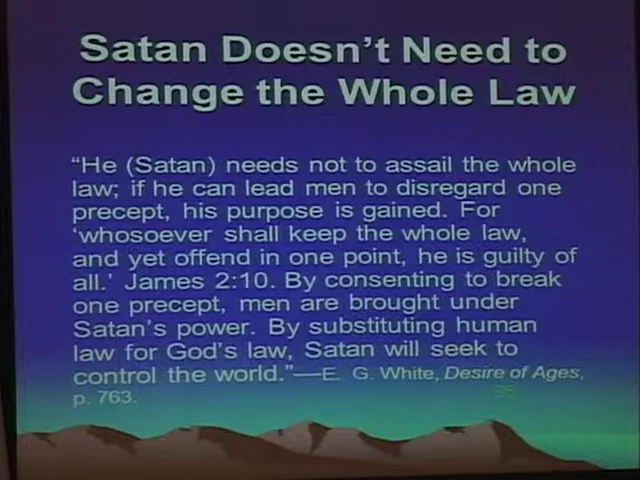 Satan Doesn't Need to
Change the Whole Law
“He (Satan) needs not to assail the whole
law; if he can lead men to disregard one
precept, his purpose is gained. For
‘whosoever shall keep the whole law,
and yet offend in one point, he is guilty of
all.’ James 2:10. By consenting to break
one precept, men are brought under
Satan’s power. By substituting human
law for God’s law, Satan will seek to
control the world.”—E. G. White, Desire of Ages,
p. 763.